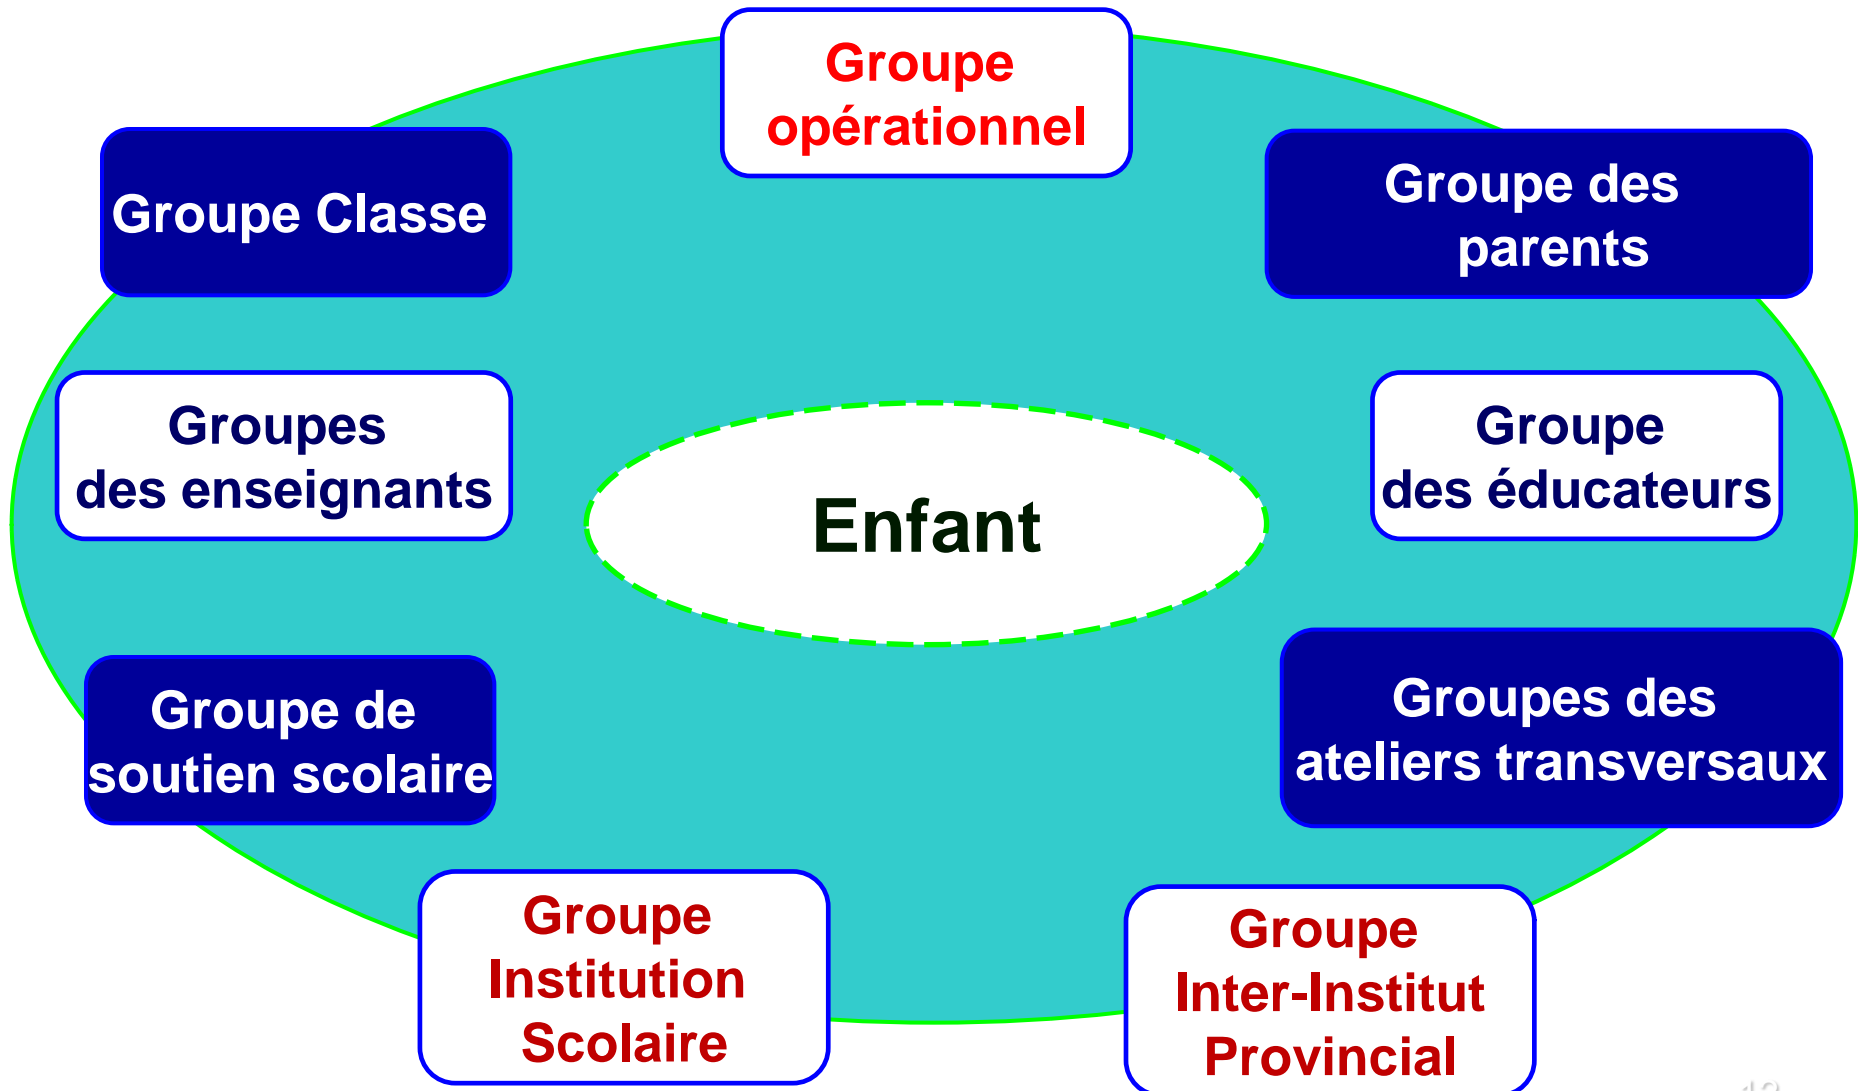 Groupe
opérationnel
Groupe Classe
Groupe des
parents
Groupes
des enseignants
Enfant
Groupe
des éducateurs
Groupe de
soutien scolaire
Groupes des
ateliers transversaux
Groupe
Institution
Scolaire
Groupe
Inter-Institut
Provincial